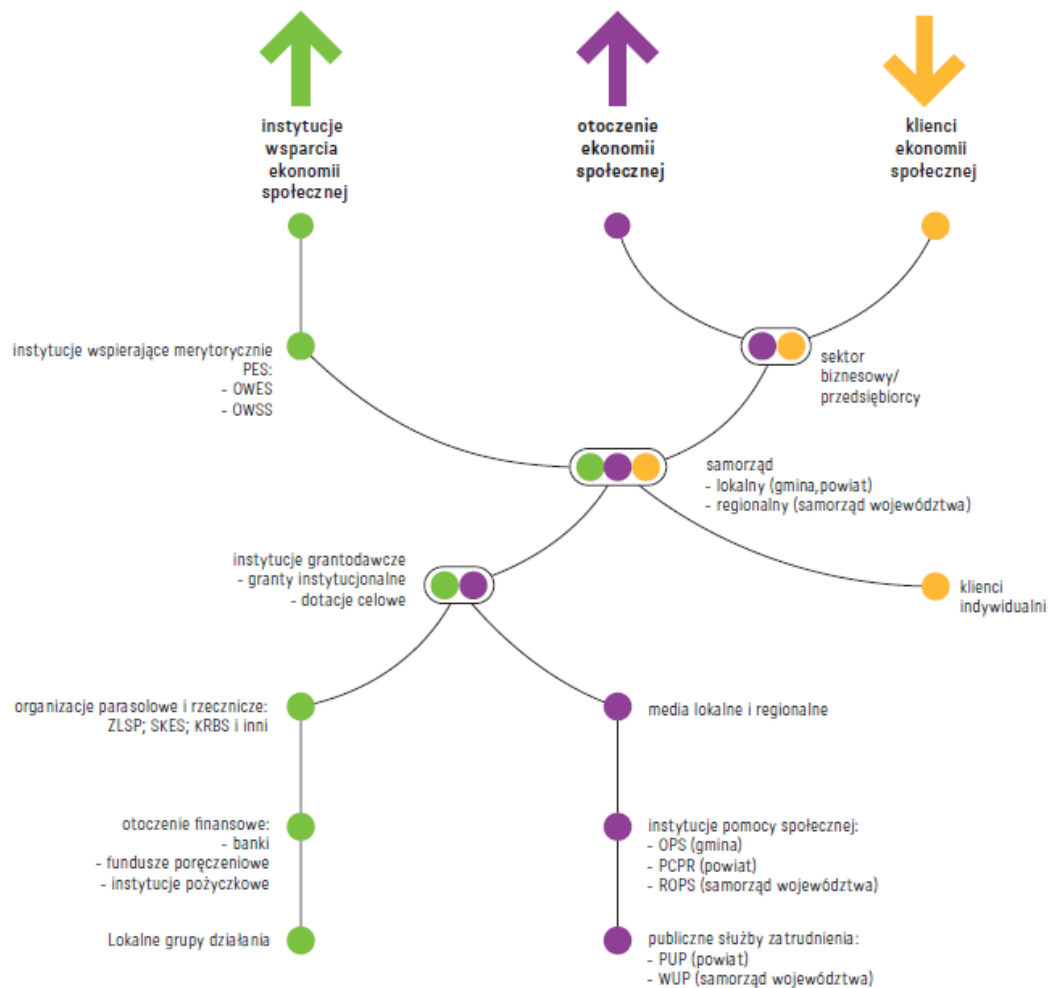 instytucje
wsparcia
ekonomii
społecznej
otoczenie
ekonomii
społecznej
klienci
ekonomii
społecznej
instytucje wspierające merytorycznie
PES:
- OWES
- OWSS
sektor
biznesowy/
przedsiębiorcy
samorząd
- lokalny (gmina,powiat)
- regionalny (samorząd województwa)
instytucje grantodawcze
- granty instytucjonalne
- dotacje celowe
klienci
indywidualni
organizacje parasolowe i rzecznicze:
ZLSP; SKES; KRBS i inni
media lokalne i regionalne
otoczenie finansowe:
- banki
- fundusze poręczeniowe
- instytucje pożyczkowe
instytucje pomocy społecznej:
- OPS (gmina)
- PCPR (powiat)
- ROPS (samorząd województwa)
Lokalne grupy działania
publiczne służby zatrudnienia:
- PUP (powiat)
- WUP (samorząd województwa)